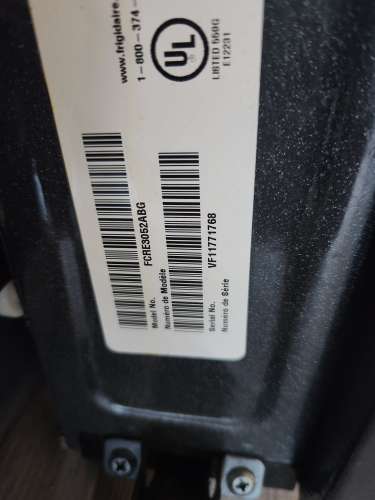 www.frigidaire.
1-800-374-
UL
LISTED 550G
E12231
FCRE3052ABG
Model No.
Numéro de Modèle
VF11771768
Serial No.
Numéro de Série